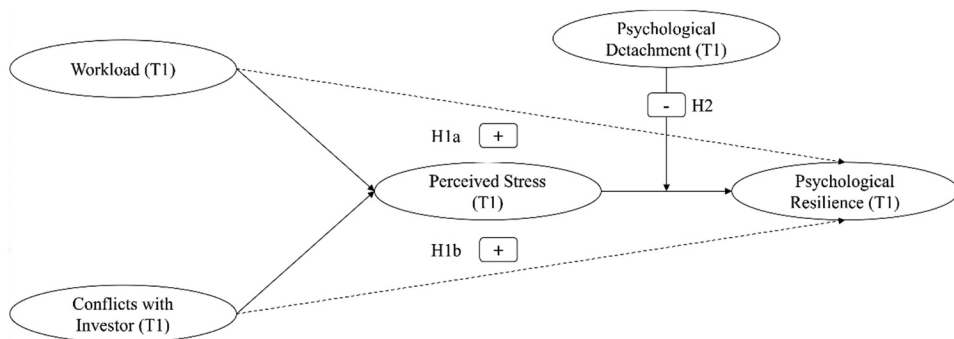 Psychological
Detachment (T1)
Workload (T1)
- H2
H1a +
Perceived Stress
(T1)
Psychological
Resilience (T1)
H1b +
Conflicts with
Investor (T1)